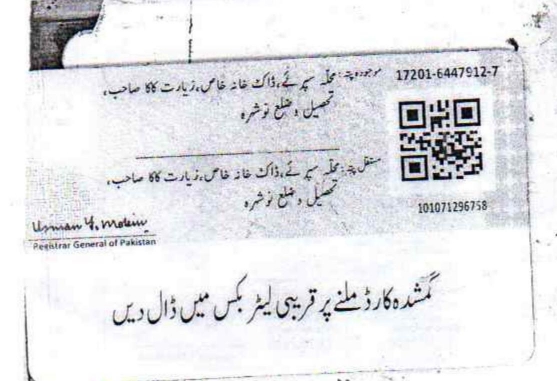 موجودہ پتہ: محلہ سپرئے، ڈاک خانہ خاص، زیارت کاکا صاحب،
تحصیل و ضلع نوشہرہ
17201-6447912-7
مستقل پتہ: محلہ سپرئے، ڈاک خانہ خاص، زیارت کاکا صاحب،
تحصیل و ضلع نوشہرہ
101071296758
Usman Y. Mobin
Registrar General of Pakistan
گمشدہ کارڈ ملنے پر قریبی لیٹر بکس میں ڈال دیں